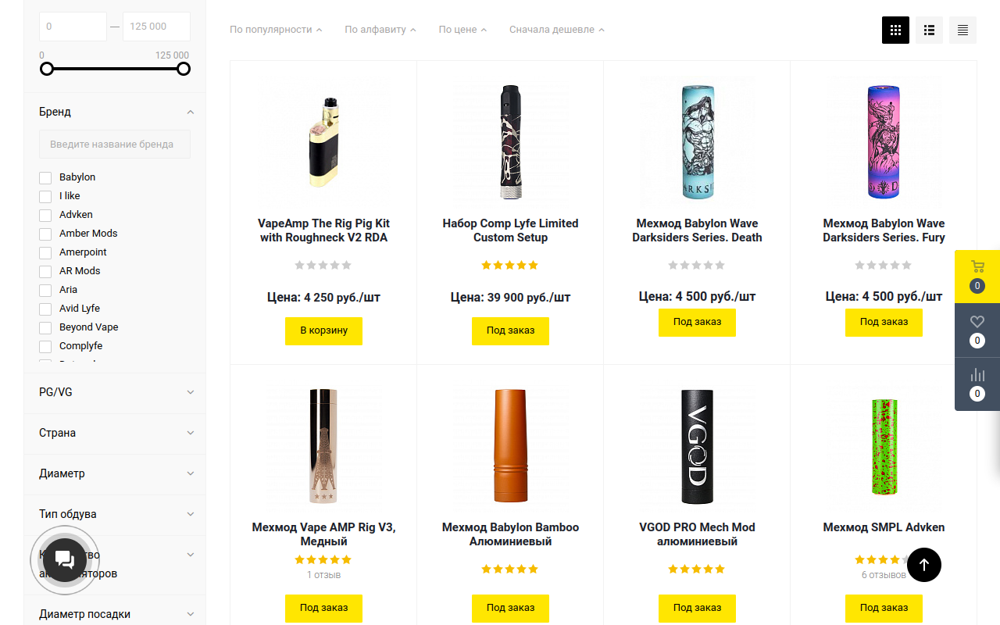 0 — 125 000
0 125 000
Бренд
Введите название бренда
Babylon
I like
Advken
Amber Mods
Amerpoint
AR Mods
Aria
Avid Lyfe
Beyond Vape
Complyfe
PG/VG
Страна
Диаметр
Тип обдува
Диаметр посадки
По популярности
По алфавиту
По цене
Сначала дешевле
VapeAmp The Rig Pig Kit
with Roughneck V2 RDA
Цена: 4 250 руб./шт
В корзину
Набор Comp Lyfe Limited
Custom Setup
Цена: 39 900 руб./шт
Под заказ
Мехмод Babylon Wave
Darksiders Series. Death
Цена: 4 500 руб./шт
Под заказ
Мехмод Babylon Wave
Darksiders Series. Fury
Цена: 4 500 руб./шт
Под заказ
Мехмод Vape AMP Rig V3,
Медный
1 отзыв
Под заказ
Мехмод Babylon Bamboo
Алюминиевый
Под заказ
VGOD
VGOD PRO Mech Mod
алюминиевый
Под заказ
Мехмод SMPL Advken
6 отзывов
Под заказ
0
0
0